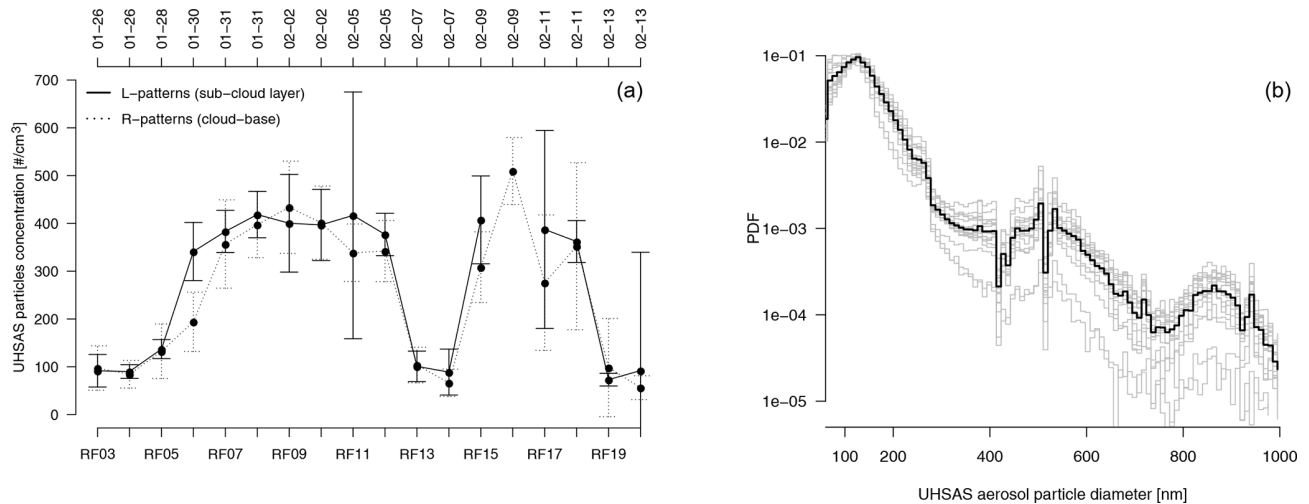 01−26 01−26 01−28 01−30 01−31 01−31 02−02 02−02 02−05 02−05 02−07 02−07 02−09 02−09 02−11 02−11 02−13 02−13
(a)
L−patterns (sub−cloud layer)
R−patterns (cloud−base)
UHSAS particles concentration [#/cm³]
700
600
500
400
300
200
100
0
RF03 RF05 RF07 RF09 RF11 RF13 RF15 RF17 RF19
(b)
PDF
1e−01
1e−02
1e−03
1e−04
1e−05
100 200 400 600 800 1000
UHSAS aerosol particle diameter [nm]